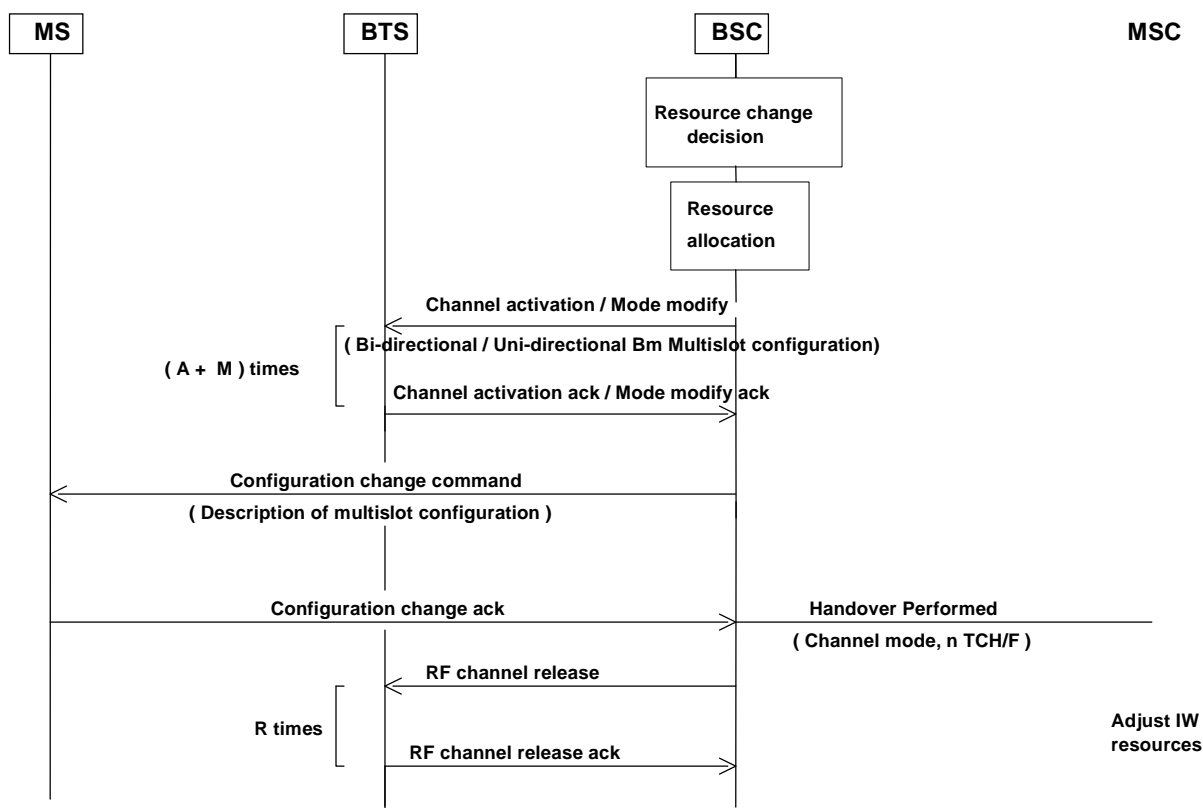 MS
BTS
BSC
MSC
Resource change
decision
Resource
allocation
Channel activation / Mode modify
( Bi-directional / Uni-directional Bm Multislot configuration)
( A + M ) times
Channel activation ack / Mode modify ack
Configuration change command
( Description of multislot configuration )
Configuration change ack
Handover Performed
( Channel mode, n TCH/F )
RF channel release
R times
Adjust IW
resources
RF channel release ack